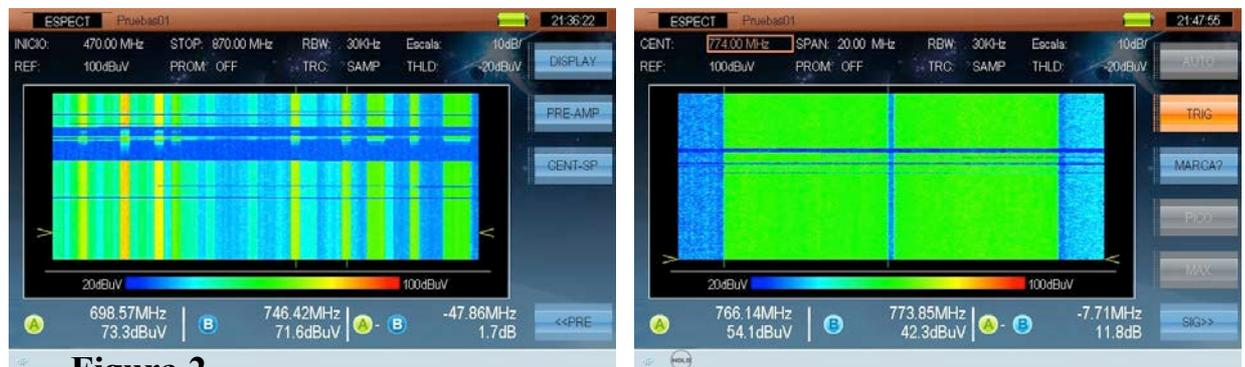 ESPECT Pruebas01 21:36:22
INICIO: 470.00 MHz STOP: 870.00 MHz RBW: 30KHz Escala: 10dB/
REF: 100dBuV PROM: OFF TRC: SAMP THLD: -20dBuV
DISPLAY
PRE-AMP
CENT-SP
20dBuV 100dBuV
A 698.57MHz B 746.42MHz A - B -47.86MHz
73.3dBuV 71.6dBuV 1.7dB
<<PRE
ESPECT Pruebas01 21:47:55
CENT: 774.00 MHz SPAN: 20.00 MHz RBW: 30KHz Escala: 10dB/
REF: 100dBuV PROM: OFF TRC: SAMP THLD: -20dBuV
AUTO
TRIG
MARCA?
PICO
MAX
20dBuV 100dBuV
A 766.14MHz B 773.85MHz A - B -7.71MHz
54.1dBuV 42.3dBuV 11.8dB
SIG>>
HOLD
Figura 2